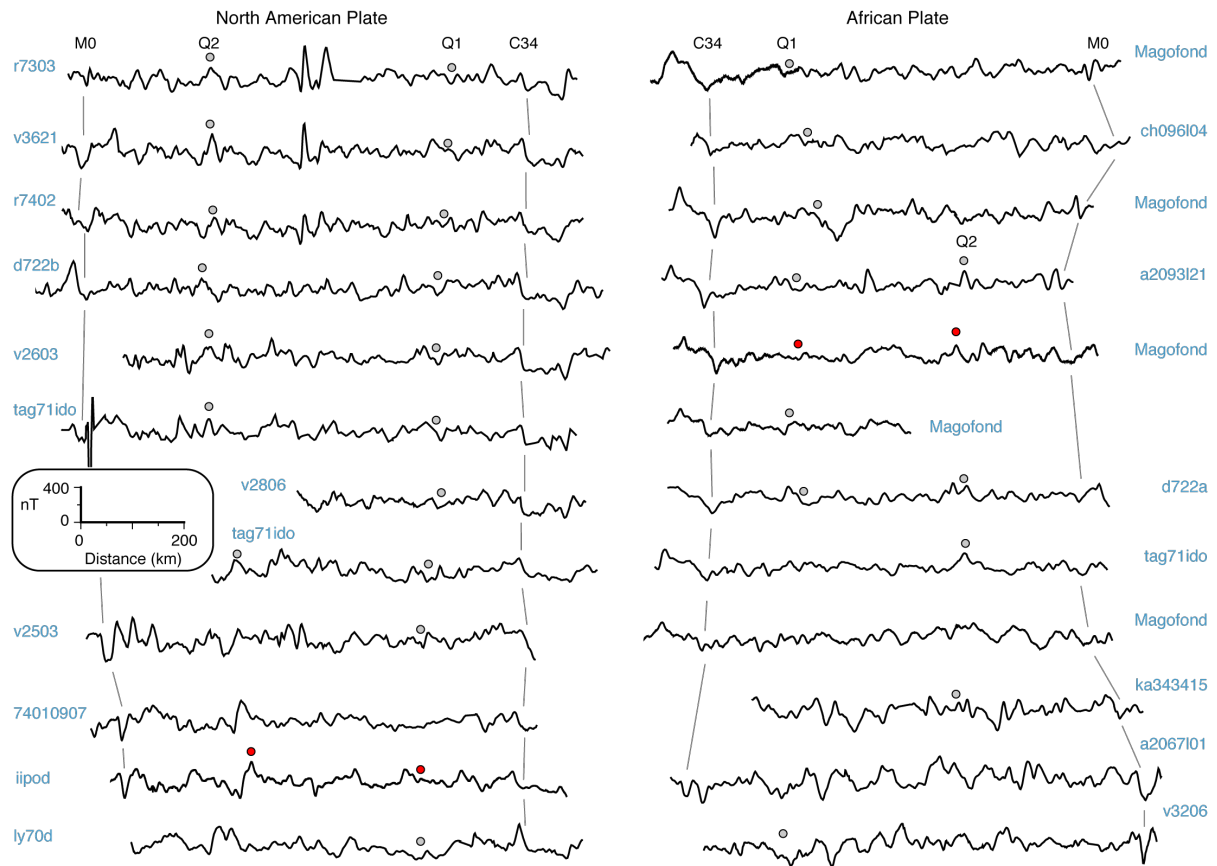 North American Plate
African Plate
M0 Q2 Q1 C34
C34 Q1 M0
r7303
Magofond
v3621
ch096l04
r7402
Magofond
Q2
d722b
a2093l21
v2603
Magofond
tag71ido
Magofond
400
nT
0
0 200
Distance (km)
v2806
d722a
tag71ido
tag71ido
v2503
Magofond
ka343415
74010907
a2067l01
iipod
v3206
ly70d